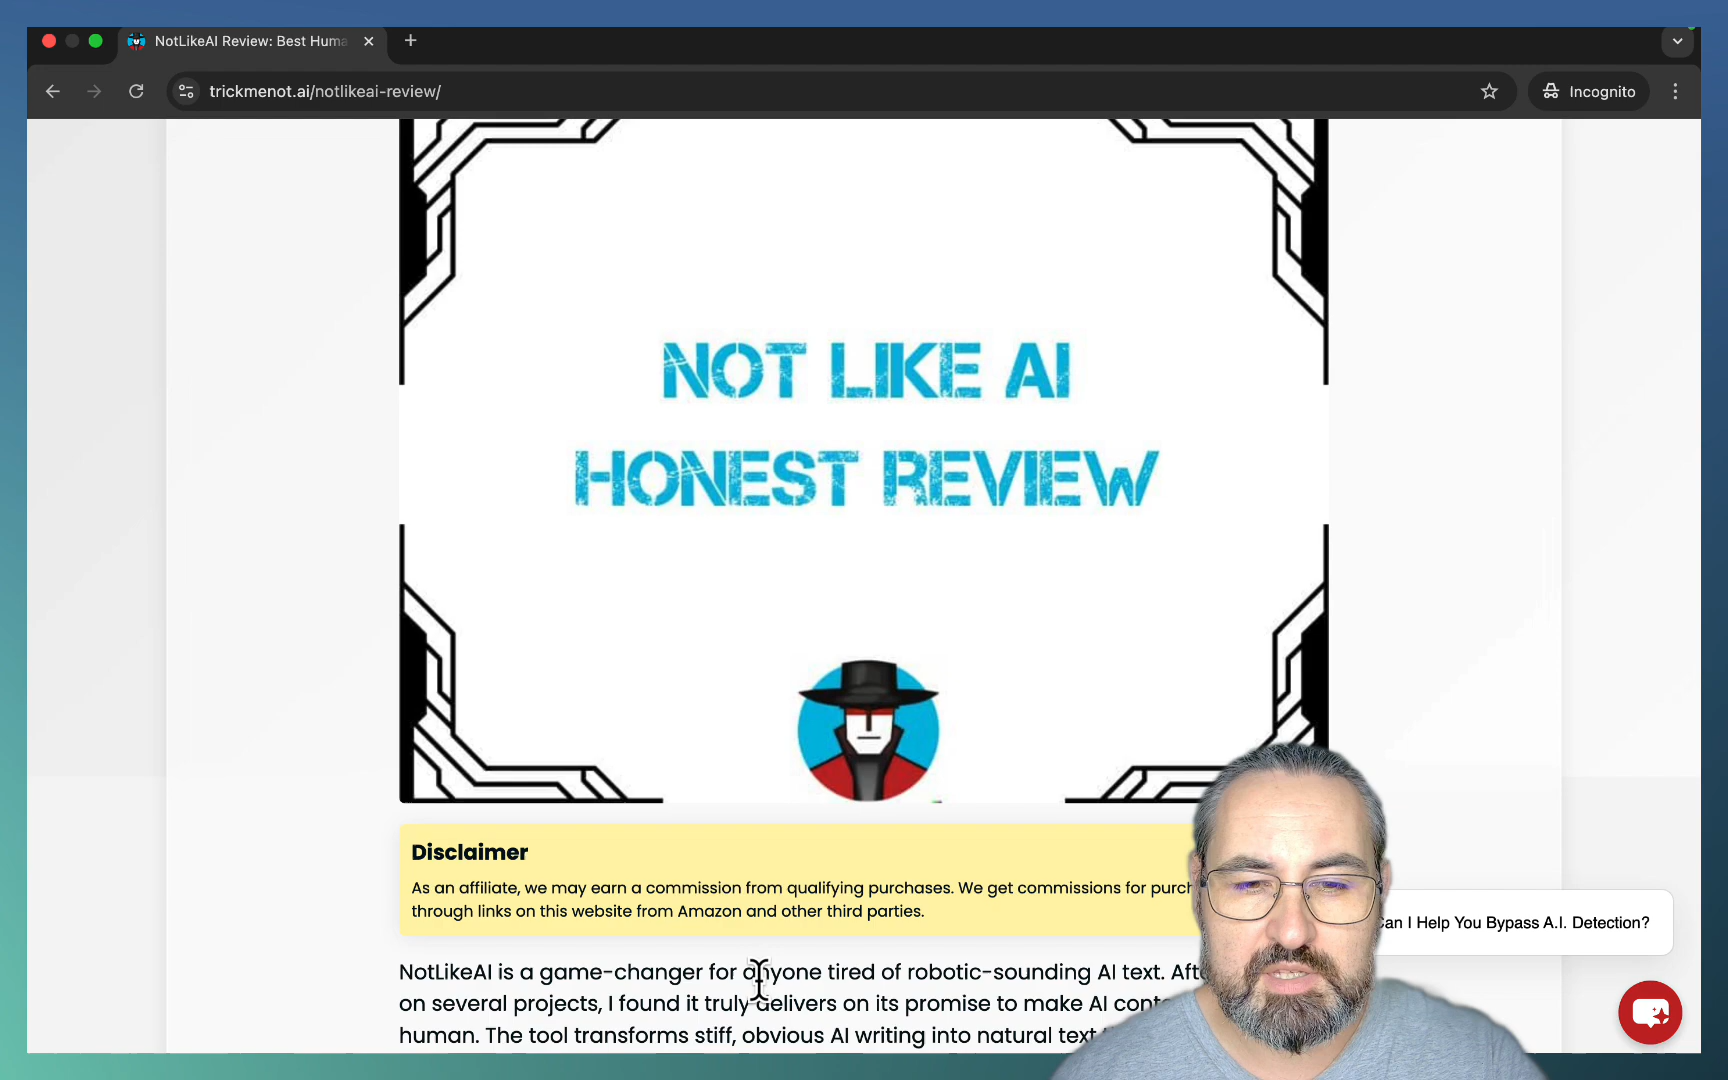 NotLikeAI Review: Best Huma
trickmenot.ai/notlikeai-review/
Incognito
NOT LIKE AI
HONEST REVIEW
Disclaimer
As an affiliate, we may earn a commission from qualifying purchases. We get commissions for purch
through links on this website from Amazon and other third parties.
Can I Help You Bypass A.I. Detection?
NotLikeAI is a game-changer for anyone tired of robotic-sounding AI text. Aft
on several projects, I found it truly delivers on its promise to make AI cont
human. The tool transforms stiff, obvious AI writing into natural text